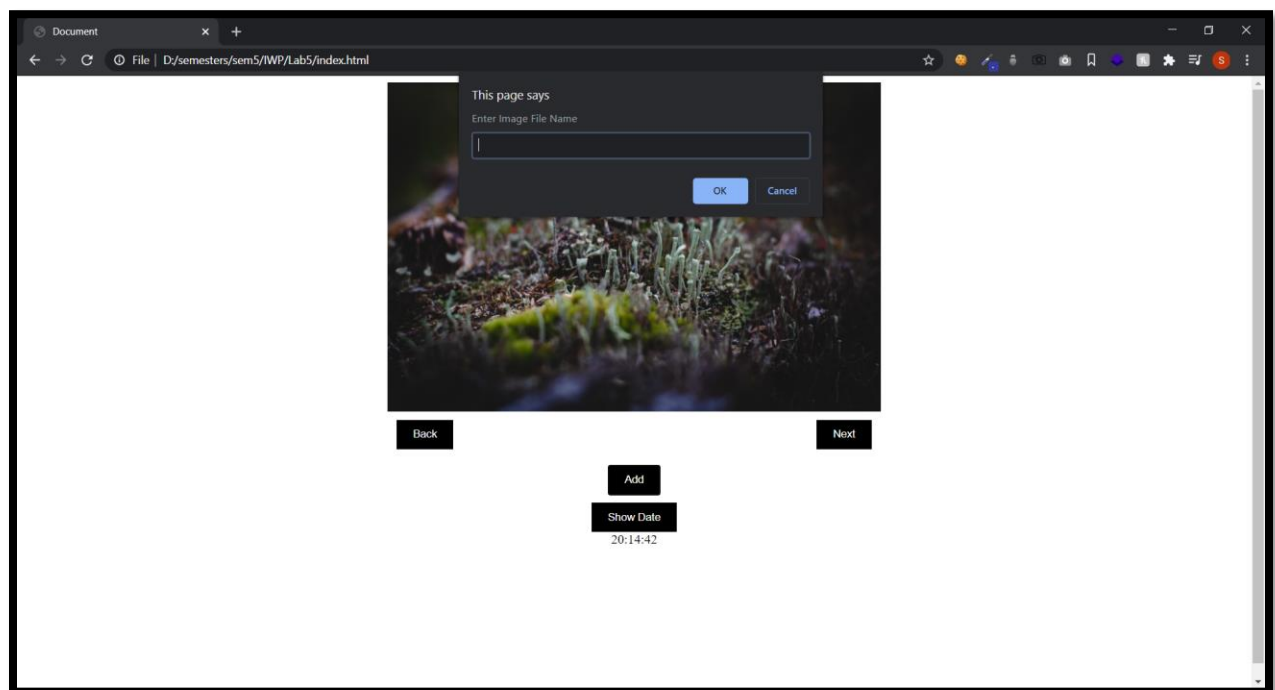 Document
File | D:/semesters/sem5/IWP/Lab5/index.html
S
This page says
Enter Image File Name
OK Cancel
Back Next
Add
Show Date
20:14:42